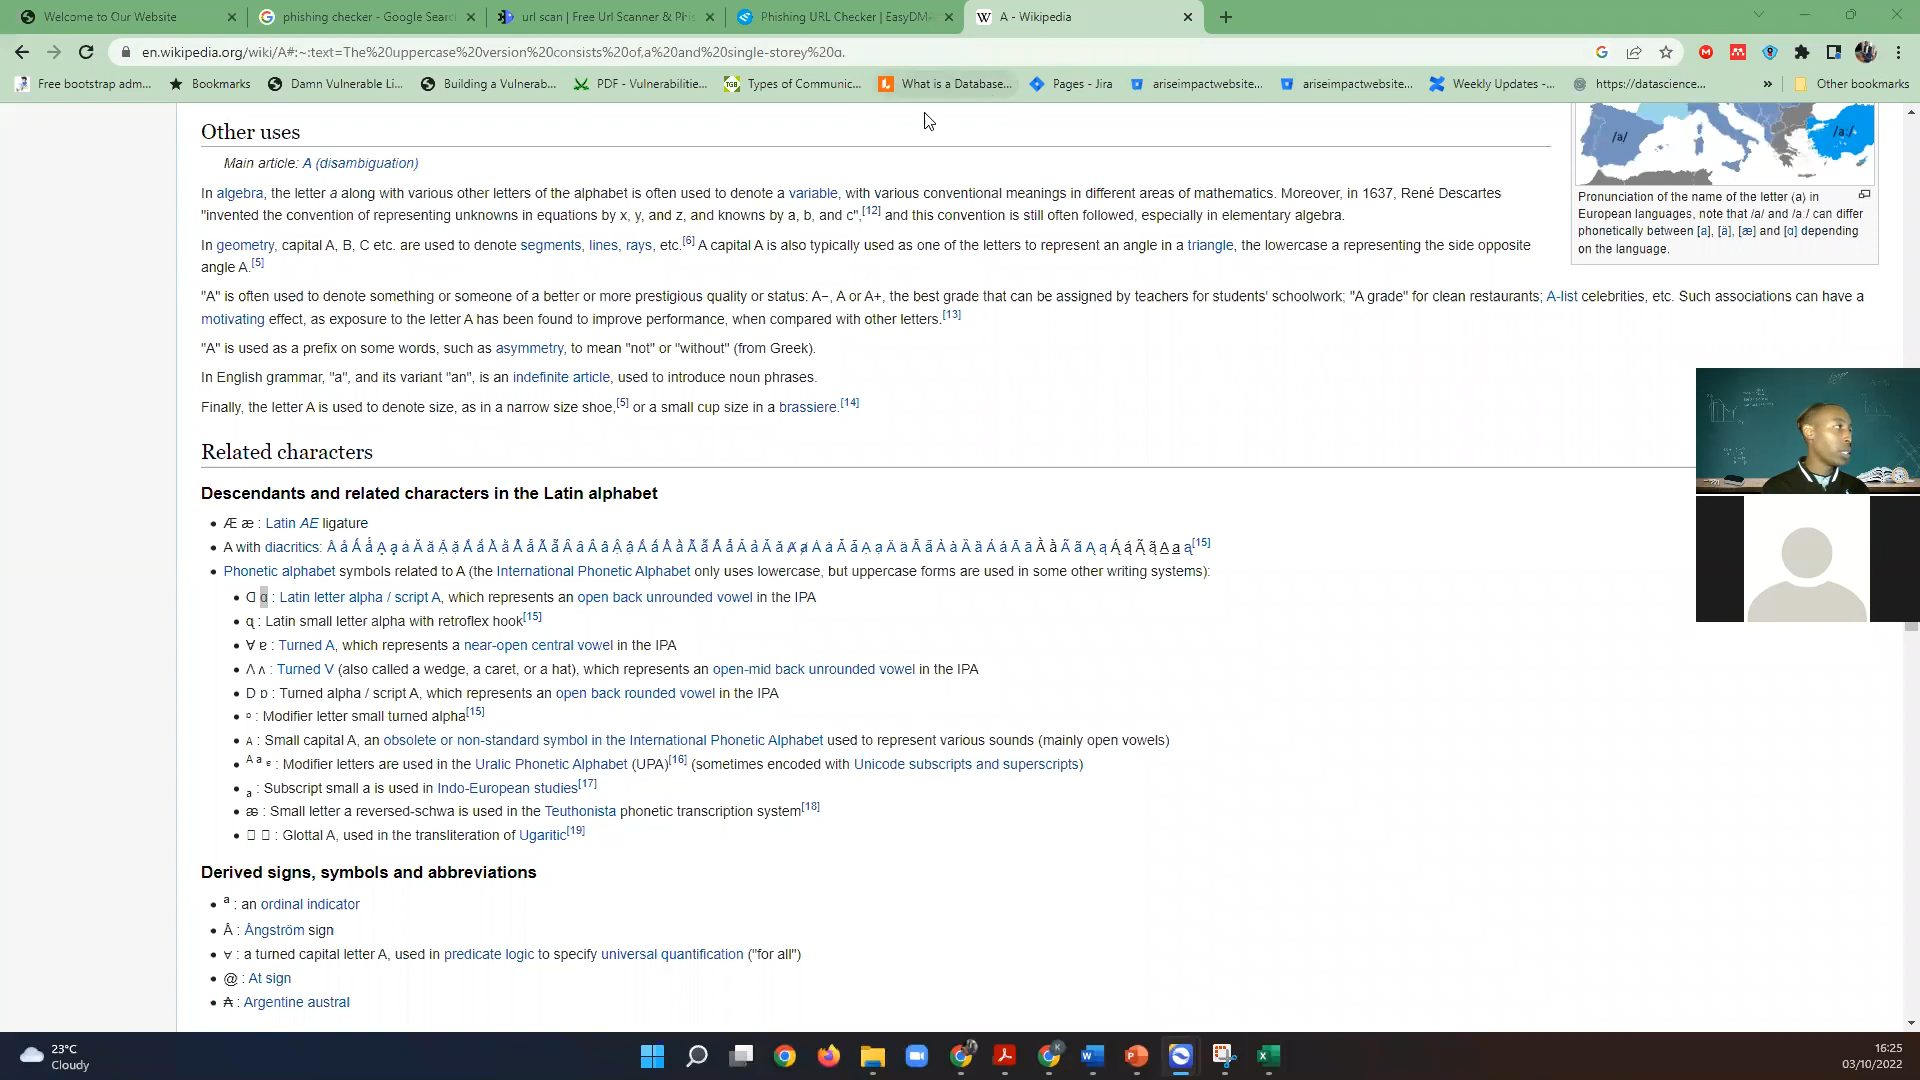 Welcome to Our Website
phishing checker - Google Searc
url scan | Free Url Scanner & Phis
Phishing URL Checker | EasyDMA
A - Wikipedia
en.wikipedia.org/wiki/A#:~:text=The%20uppercase%20version%20consists%20of,a%20and%20single-storey%20ɑ.
Free bootstrap adm...
Bookmarks
Damn Vulnerable Li...
Building a Vulnerab...
PDF - Vulnerabilitie...
Types of Communic...
What is a Database...
Pages - Jira
ariseimpactwebsite...
ariseimpactwebsite...
Weekly Updates -...
https://datascience...
Other bookmarks
Other uses
Main article: A (disambiguation)
In algebra, the letter a along with various other letters of the alphabet is often used to denote a variable, with various conventional meanings in different areas of mathematics. Moreover, in 1637, René Descartes
"invented the convention of representing unknowns in equations by x, y, and z, and knowns by a, b, and c",[12] and this convention is still often followed, especially in elementary algebra.
In geometry, capital A, B, C etc. are used to denote segments, lines, rays, etc.[6] A capital A is also typically used as one of the letters to represent an angle in a triangle, the lowercase a representing the side opposite
angle A.[5]
"A" is often used to denote something or someone of a better or more prestigious quality or status: A−, A or A+, the best grade that can be assigned by teachers for students' schoolwork; "A grade" for clean restaurants; A-list celebrities, etc. Such associations can have a
motivating effect, as exposure to the letter A has been found to improve performance, when compared with other letters.[13]
"A" is used as a prefix on some words, such as asymmetry, to mean "not" or "without" (from Greek).
In English grammar, "a", and its variant "an", is an indefinite article, used to introduce noun phrases.
Finally, the letter A is used to denote size, as in a narrow size shoe,[5] or a small cup size in a brassiere.[14]
/a/
/aː/
Pronunciation of the name of the letter ⟨a⟩ in
European languages, note that /a/ and /aː/ can differ
phonetically between [a], [ä], [æ] and [ɑ] depending
on the language.
Related characters
Descendants and related characters in the Latin alphabet
Æ æ : Latin AE ligature
A with diacritics:
[15]
Phonetic alphabet symbols related to A (the International Phonetic Alphabet only uses lowercase, but uppercase forms are used in some other writing systems):
Ɑ ɑ : Latin letter alpha / script A, which represents an open back unrounded vowel in the IPA
ᶐ : Latin small letter alpha with retroflex hook[15]
Ɐ ɐ : Turned A, which represents a near-open central vowel in the IPA
Ʌ ʌ : Turned V (also called a wedge, a caret, or a hat), which represents an open-mid back unrounded vowel in the IPA
Ɒ ɒ : Turned alpha / script A, which represents an open back rounded vowel in the IPA
ᶛ : Modifier letter small turned alpha[15]
ᴀ : Small capital A, an obsolete or non-standard symbol in the International Phonetic Alphabet used to represent various sounds (mainly open vowels)
ᴬ ᵃ ᵄ : Modifier letters are used in the Uralic Phonetic Alphabet (UPA)[16] (sometimes encoded with Unicode subscripts and superscripts)
ₐ : Subscript small a is used in Indo-European studies[17]
ꬱ : Small letter a reversed-schwa is used in the Teuthonista phonetic transcription system[18]
: Glottal A, used in the transliteration of Ugaritic[19]
Derived signs, symbols and abbreviations
ª : an ordinal indicator
Å : Ångström sign
∀ : a turned capital letter A, used in predicate logic to specify universal quantification ("for all")
@ : At sign
₳ : Argentine austral
23°C
Cloudy
16:25
03/10/2022